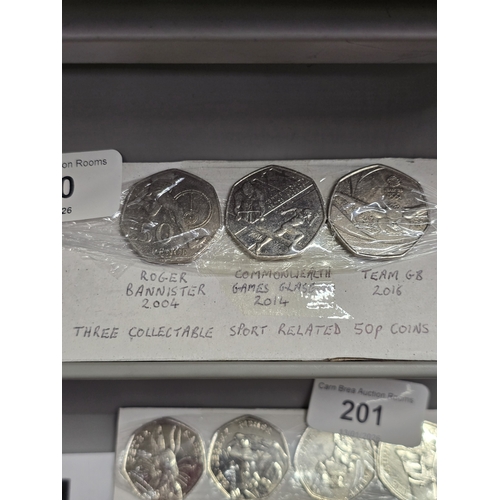 on Rooms
0
26
50
ROGER
BANNISTER
2004
COMMONWEALTH
GAMES GLASG
2014
TEAM GB
2016
THREE COLLECTABLE SPORT RELATED 50p COINS
Carn Brea Auction Rooms
201